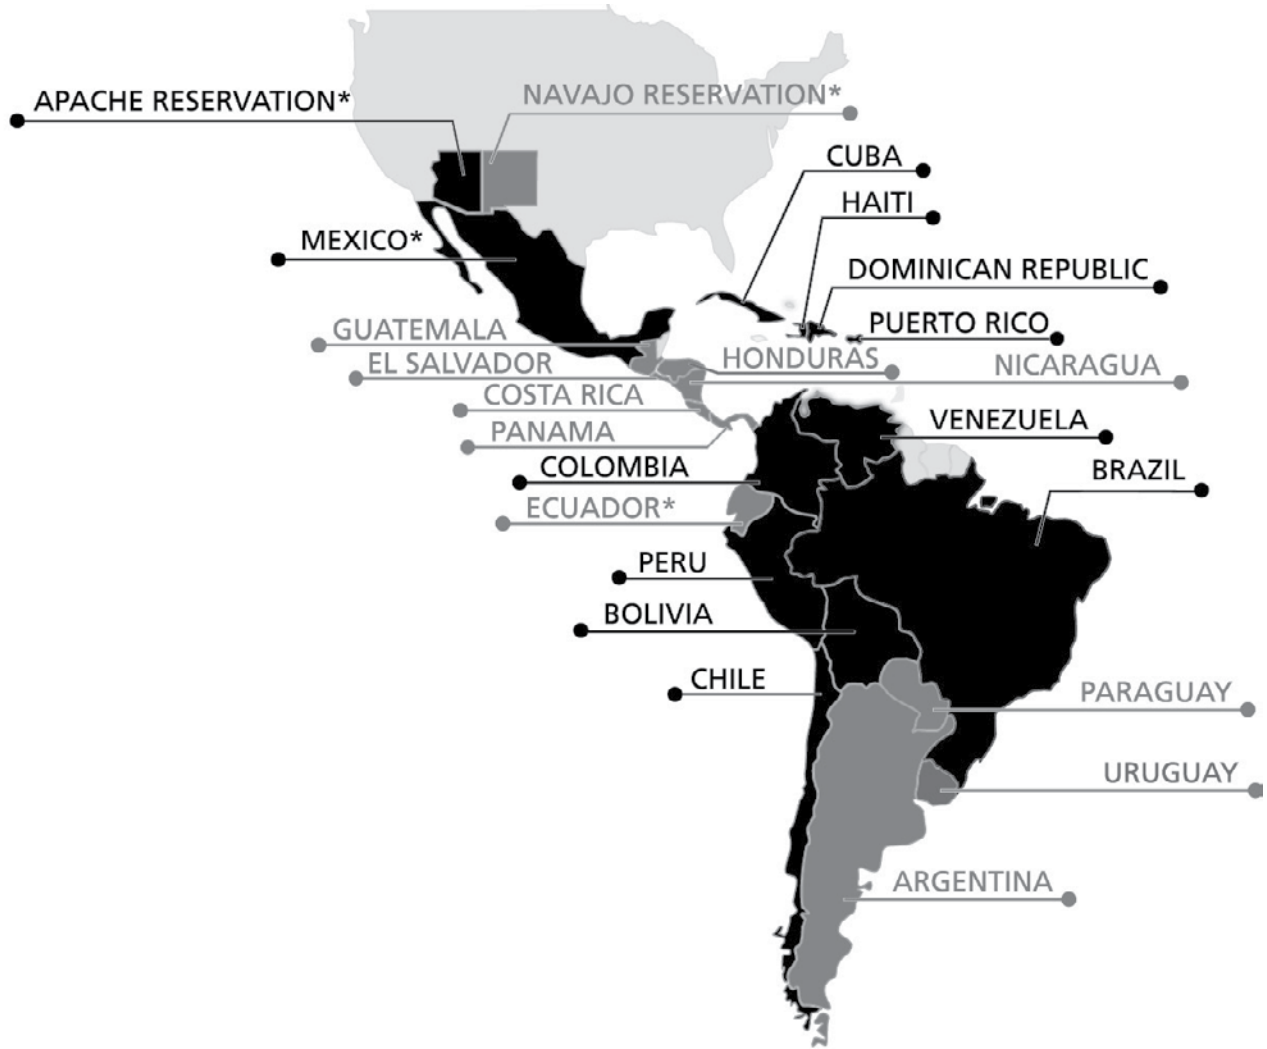 NAVAJO RESERVATION*
APACHE RESERVATION*
CUBA
HAITI
MEXICO*
DOMINICAN REPUBLIC
PUERTO RICO
GUATEMALA
HONDURAS
EL SALVADOR
NICARAGUA
COSTA RICA
VENEZUELA
PANAMA
COLOMBIA
BRAZIL
ECUADOR*
PERU
BOLIVIA
CHILE
PARAGUAY
URUGUAY
ARGENTINA